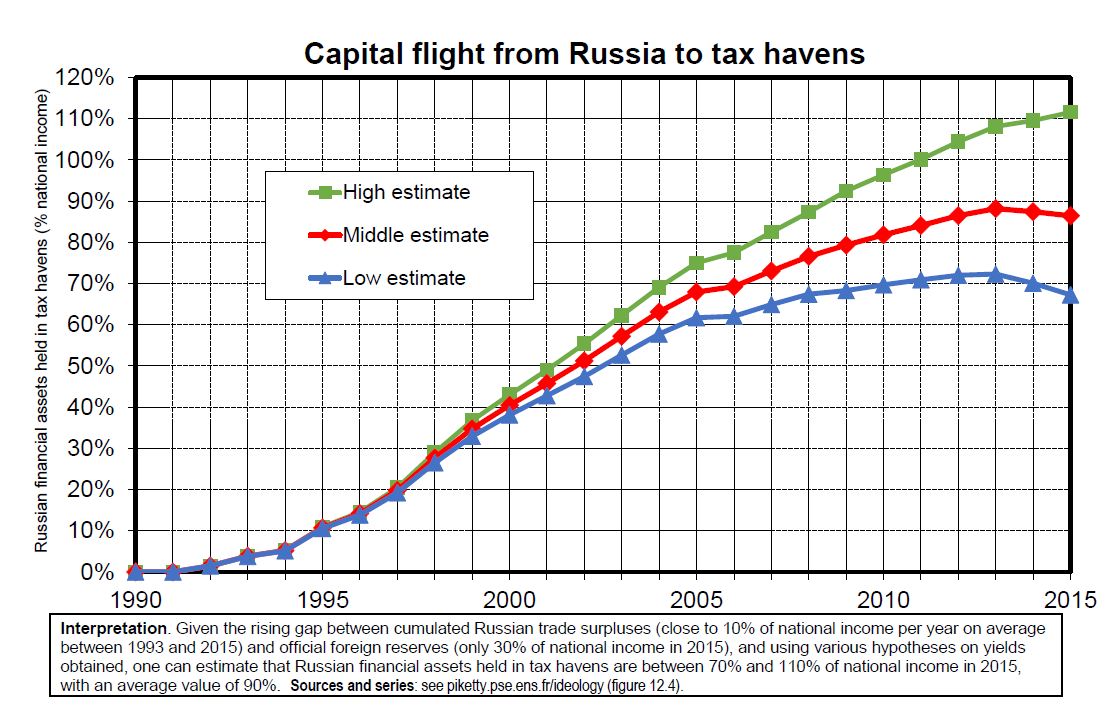 Capital flight from Russia to tax havens
Russian financial assets held in tax havens (% national income)
120%
110%
100%
90%
80%
70%
60%
50%
40%
30%
20%
10%
0%
High estimate
Middle estimate
Low estimate
1990 1995 2000 2005 2010 2015
Interpretation. Given the rising gap between cumulated Russian trade surpluses (close to 10% of national income per year on average
between 1993 and 2015) and official foreign reserves (only 30% of national income in 2015), and using various hypotheses on yields
obtained, one can estimate that Russian financial assets held in tax havens are between 70% and 110% of national income in 2015,
with an average value of 90%. Sources and series: see piketty.pse.ens.fr/ideology (figure 12.4).